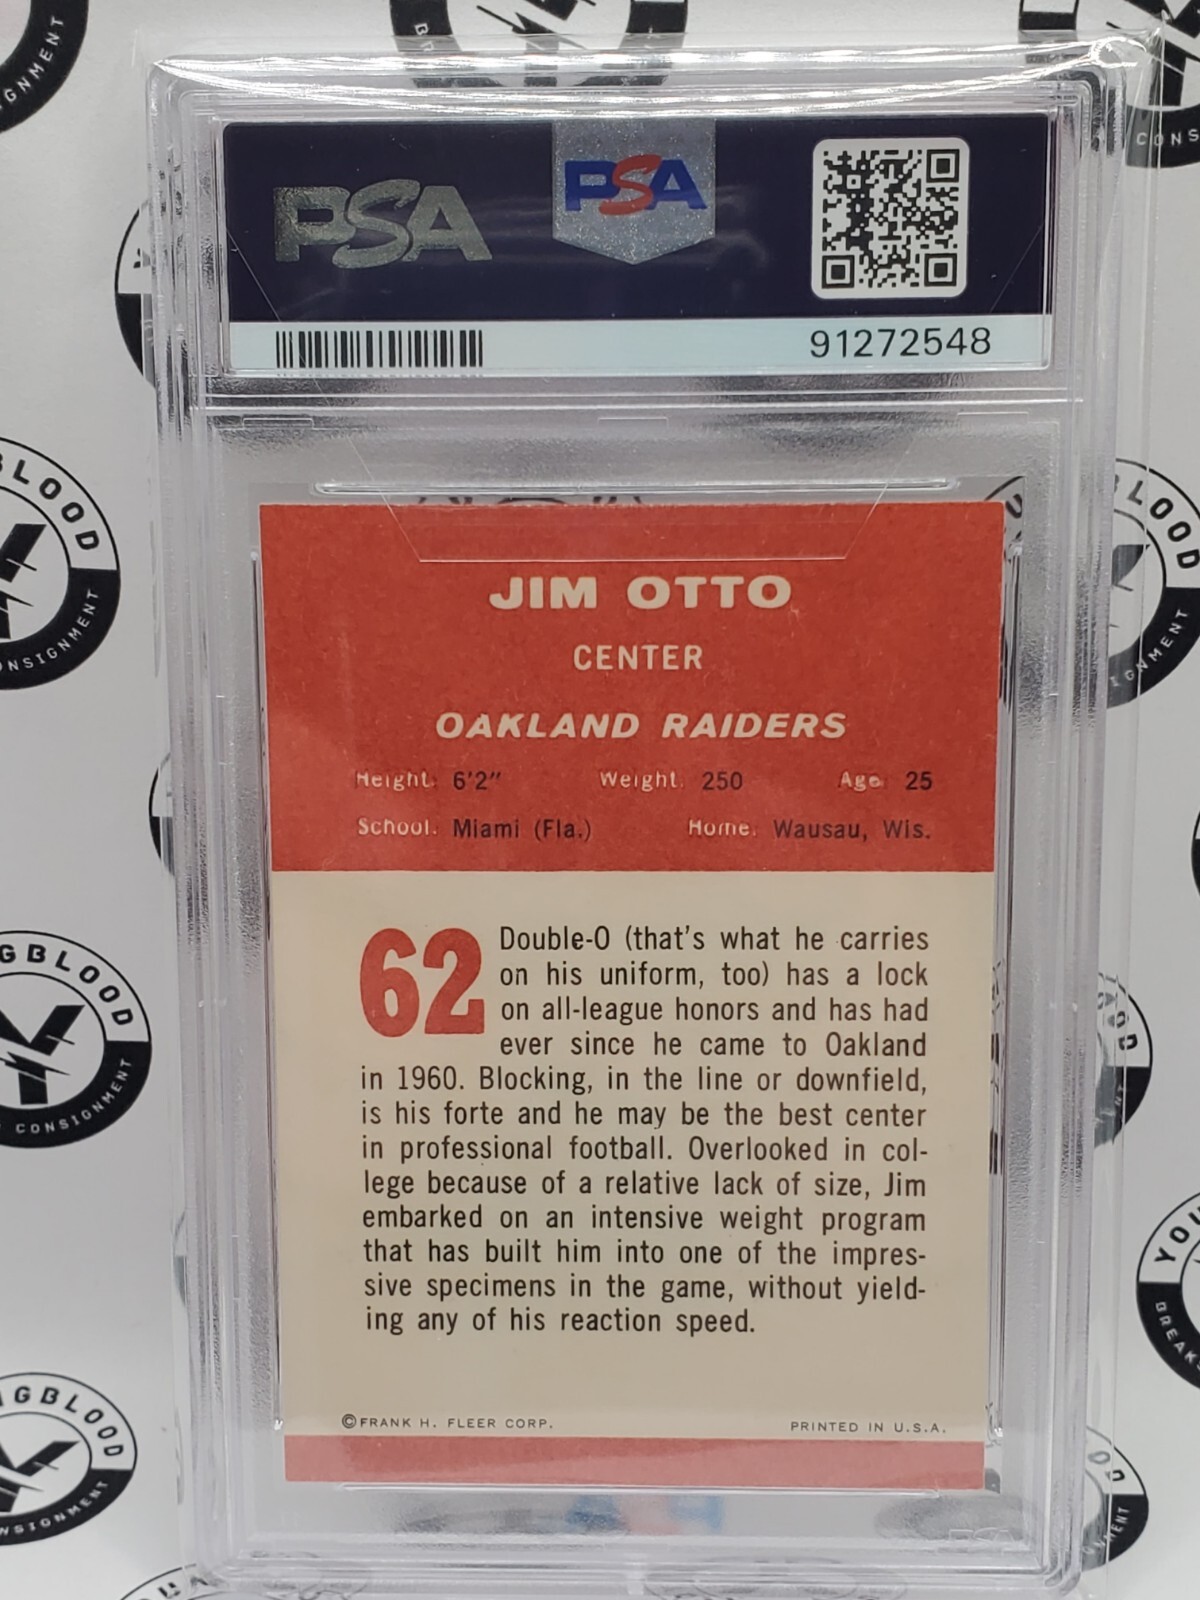 PSA
PSA
91272548
JIM OTTO
CENTER
OAKLAND RAIDERS
Height: 6'2" Weight: 250 Age: 25
School: Miami (Fla.) Home: Wausau, Wis.
62
Double-O (that's what he carries
on his uniform, too) has a lock
on all-league honors and has had
ever since he came to Oakland
in 1960. Blocking, in the line or downfield,
is his forte and he may be the best center
in professional football. Overlooked in col-
lege because of a relative lack of size, Jim
embarked on an intensive weight program
that has built him into one of the impres-
sive specimens in the game, without yield-
ing any of his reaction speed.
©FRANK H. FLEER CORP. PRINTED IN U.S.A.